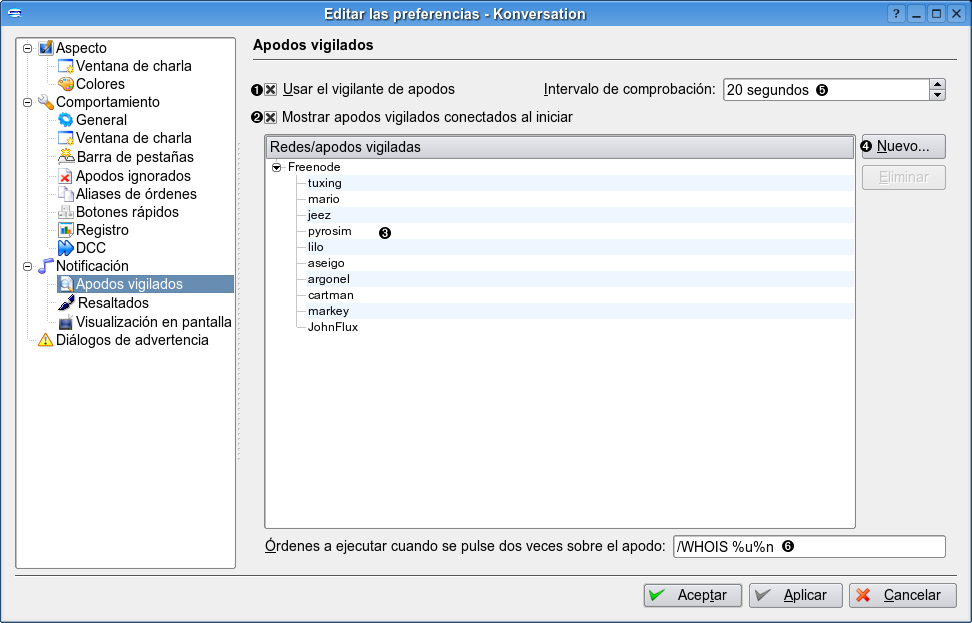 Editar las preferencias - Konversation
Aspecto
Ventana de charla
Colores
Comportamiento
General
Ventana de charla
Barra de pestañas
Apodos ignorados
Aliases de órdenes
Botones rápidos
Registro
DCC
Notificación
Apodos vigilados
Resaltados
Visualización en pantalla
Diálogos de advertencia
Apodos vigilados
❶ Usar el vigilante de apodos
Intervalo de comprobación: 20 segundos ❺
❷ Mostrar apodos vigilados conectados al iniciar
Redes/apodos vigiladas
Freenode
tuxing
mario
jeez
pyrosim ❸
lilo
aseigo
argonel
cartman
markey
JohnFlux
❹ Nuevo...
Eliminar
Órdenes a ejecutar cuando se pulse dos veces sobre el apodo: /WHOIS %u%n ❻
Aceptar
Aplicar
Cancelar